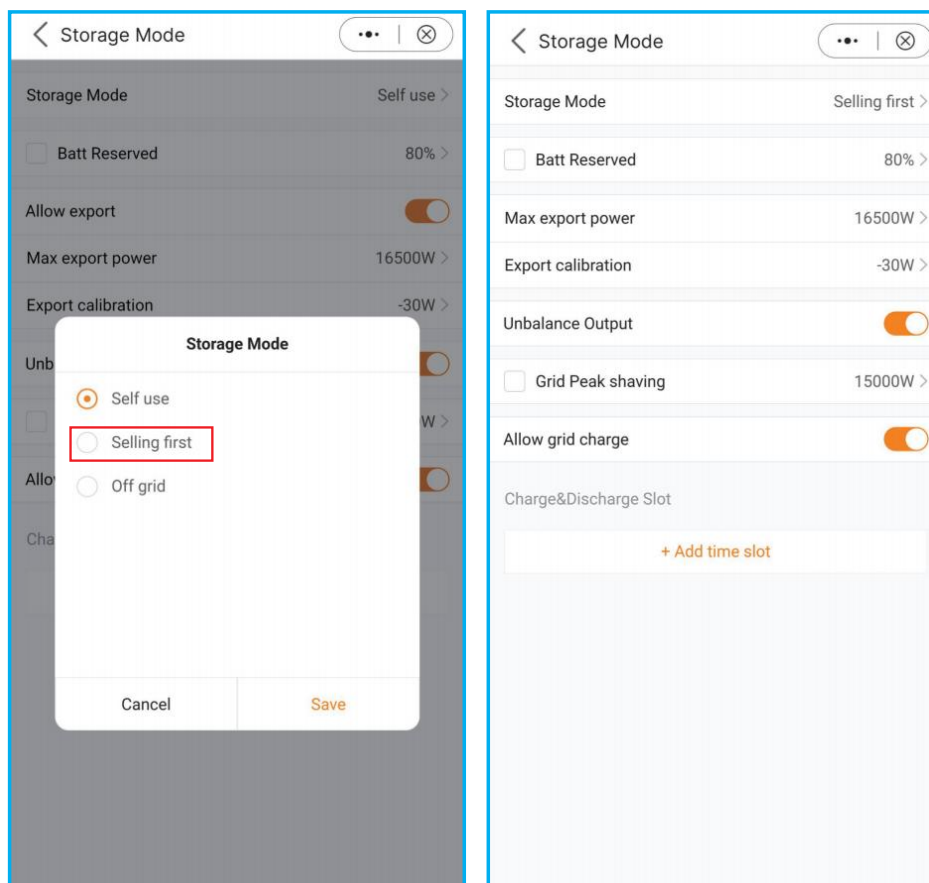 Storage Mode
Storage Mode Self use
Batt Reserved 80%
Allow export
Max export power 16500W
Export calibration -30W
Storage Mode
Unb
Self use
W
Selling first
Allo
Off grid
Cha
Cancel Save
Storage Mode
Storage Mode Selling first
Batt Reserved 80%
Max export power 16500W
Export calibration -30W
Unbalance Output
Grid Peak shaving 15000W
Allow grid charge
Charge&Discharge Slot
+ Add time slot